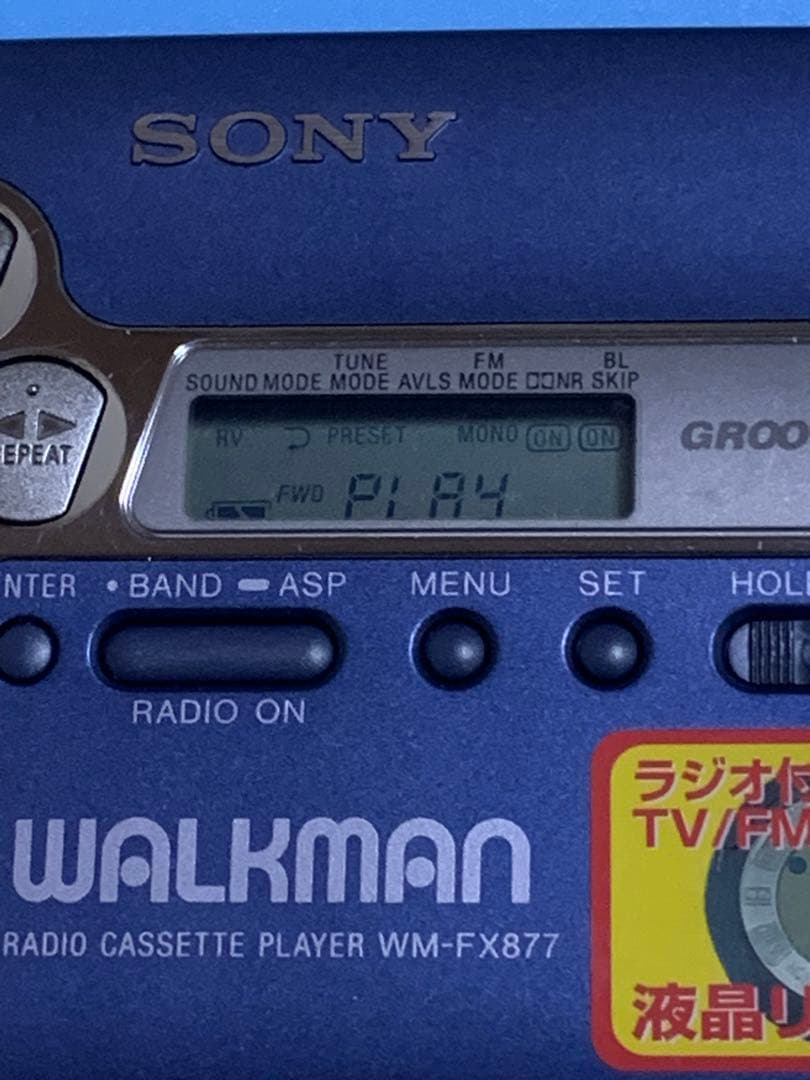 SONY
TUNE FM BL
SOUND MODE MODE AVLS MODE NR SKIP
GROO
RV PRESET MONO ON ON
FWD PLAY
EPEAT
NTER • BAND ASP MENU SET HOL
RADIO ON
ラジオ付
TV/FM
WALKMAN
RADIO CASSETTE PLAYER WM-FX877
液晶リ